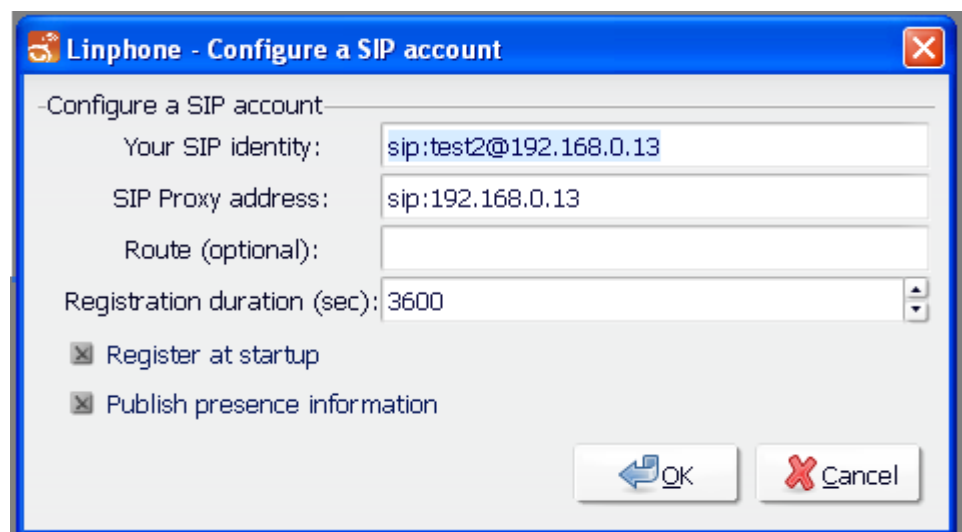 Linphone - Configure a SIP account
Configure a SIP account
Your SIP identity: sip:test2@192.168.0.13
SIP Proxy address: sip:192.168.0.13
Route (optional):
Registration duration (sec): 3600
Register at startup
Publish presence information
OK Cancel